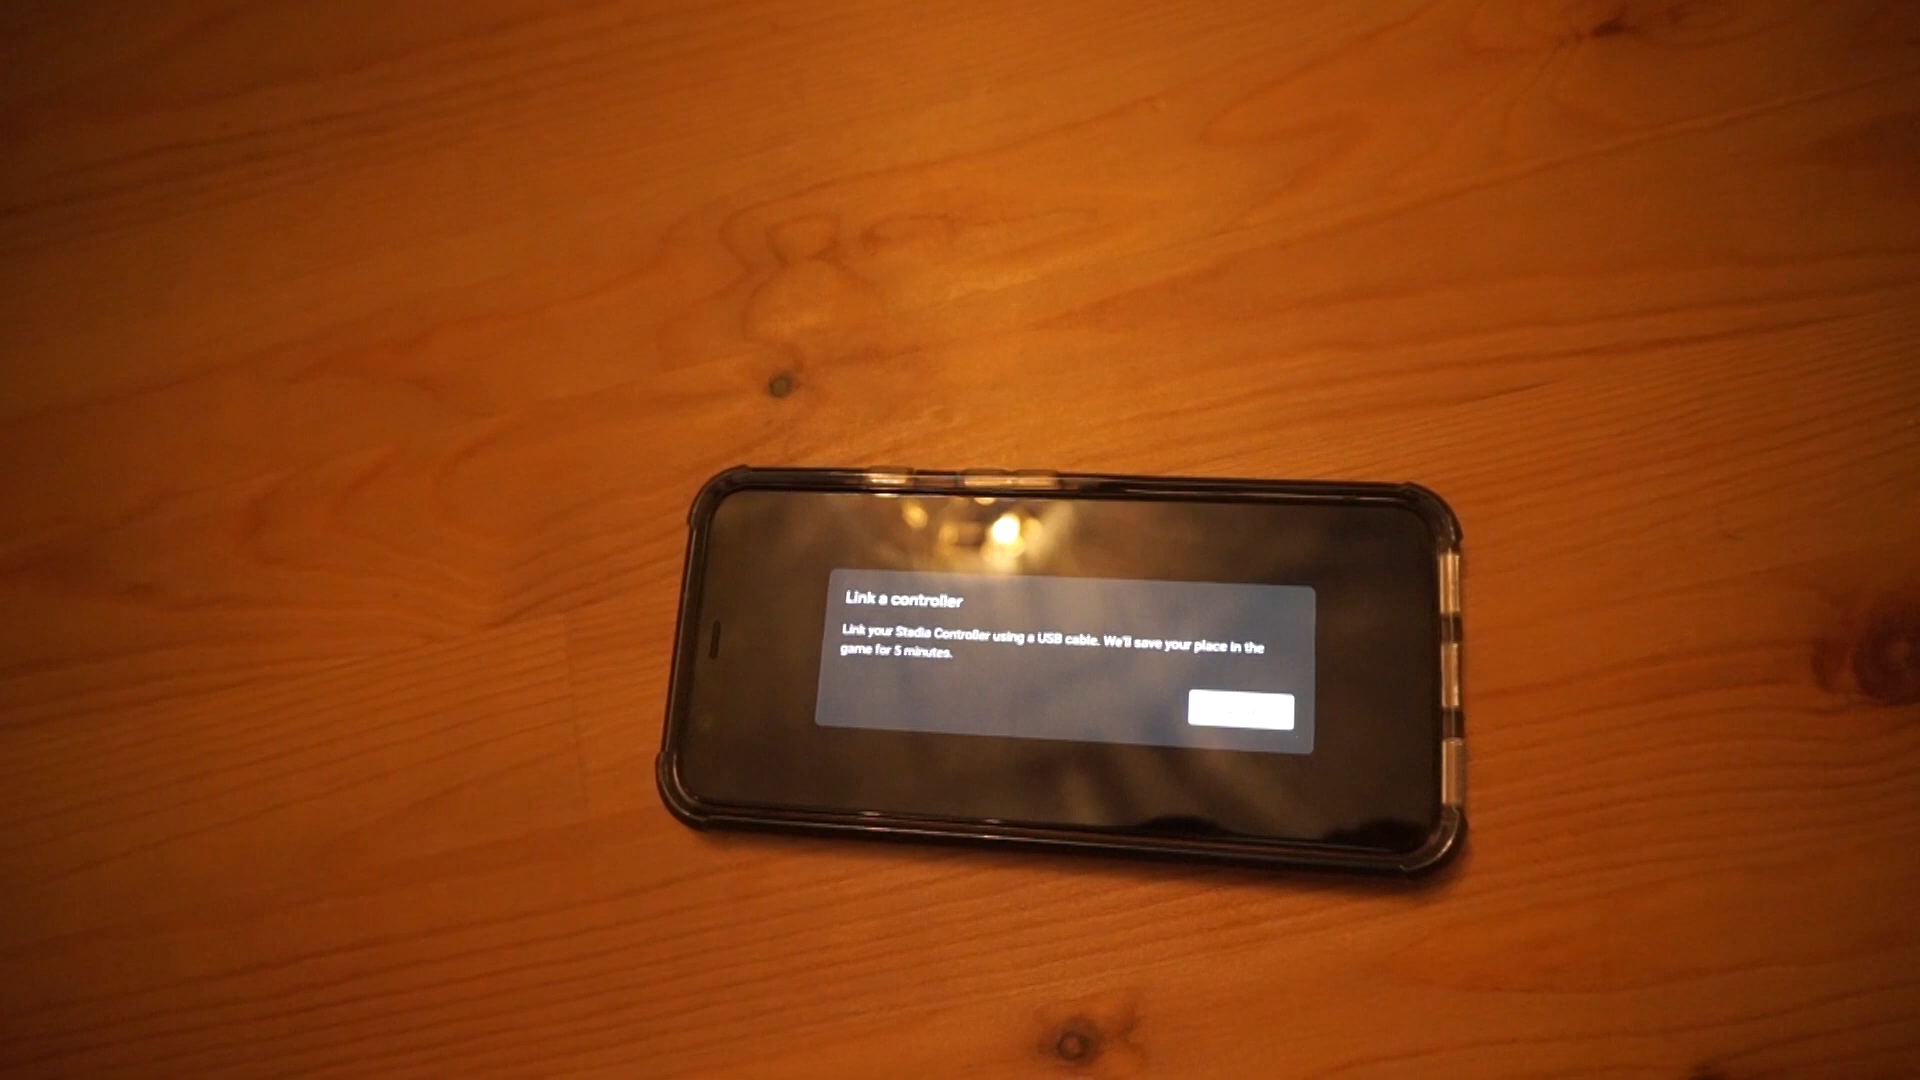 Link a controller
Link your Stadia Controller using a USB cable. We'll save your place in the
game for 5 minutes.